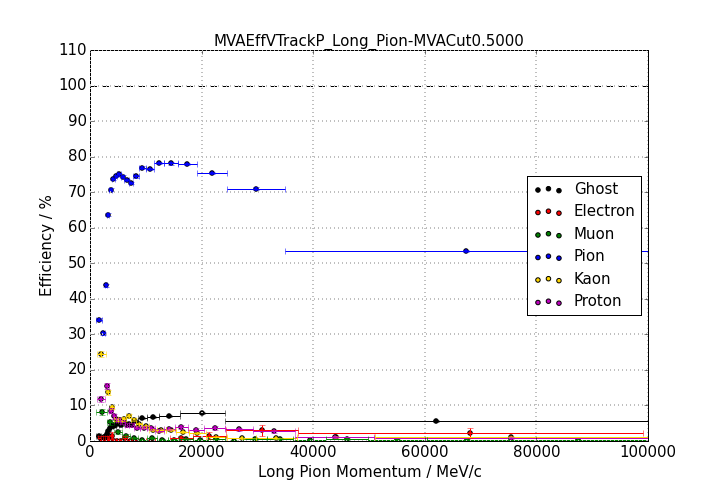 MVAEffVTrackP_Long_Pion-MVACut0.5000
110
100
90
80
70
60
50
40
30
20
10
0
Efficiency / %
Ghost
Electron
Muon
Pion
Kaon
Proton
0 20000 40000 60000 80000 100000
Long Pion Momentum / MeV/c